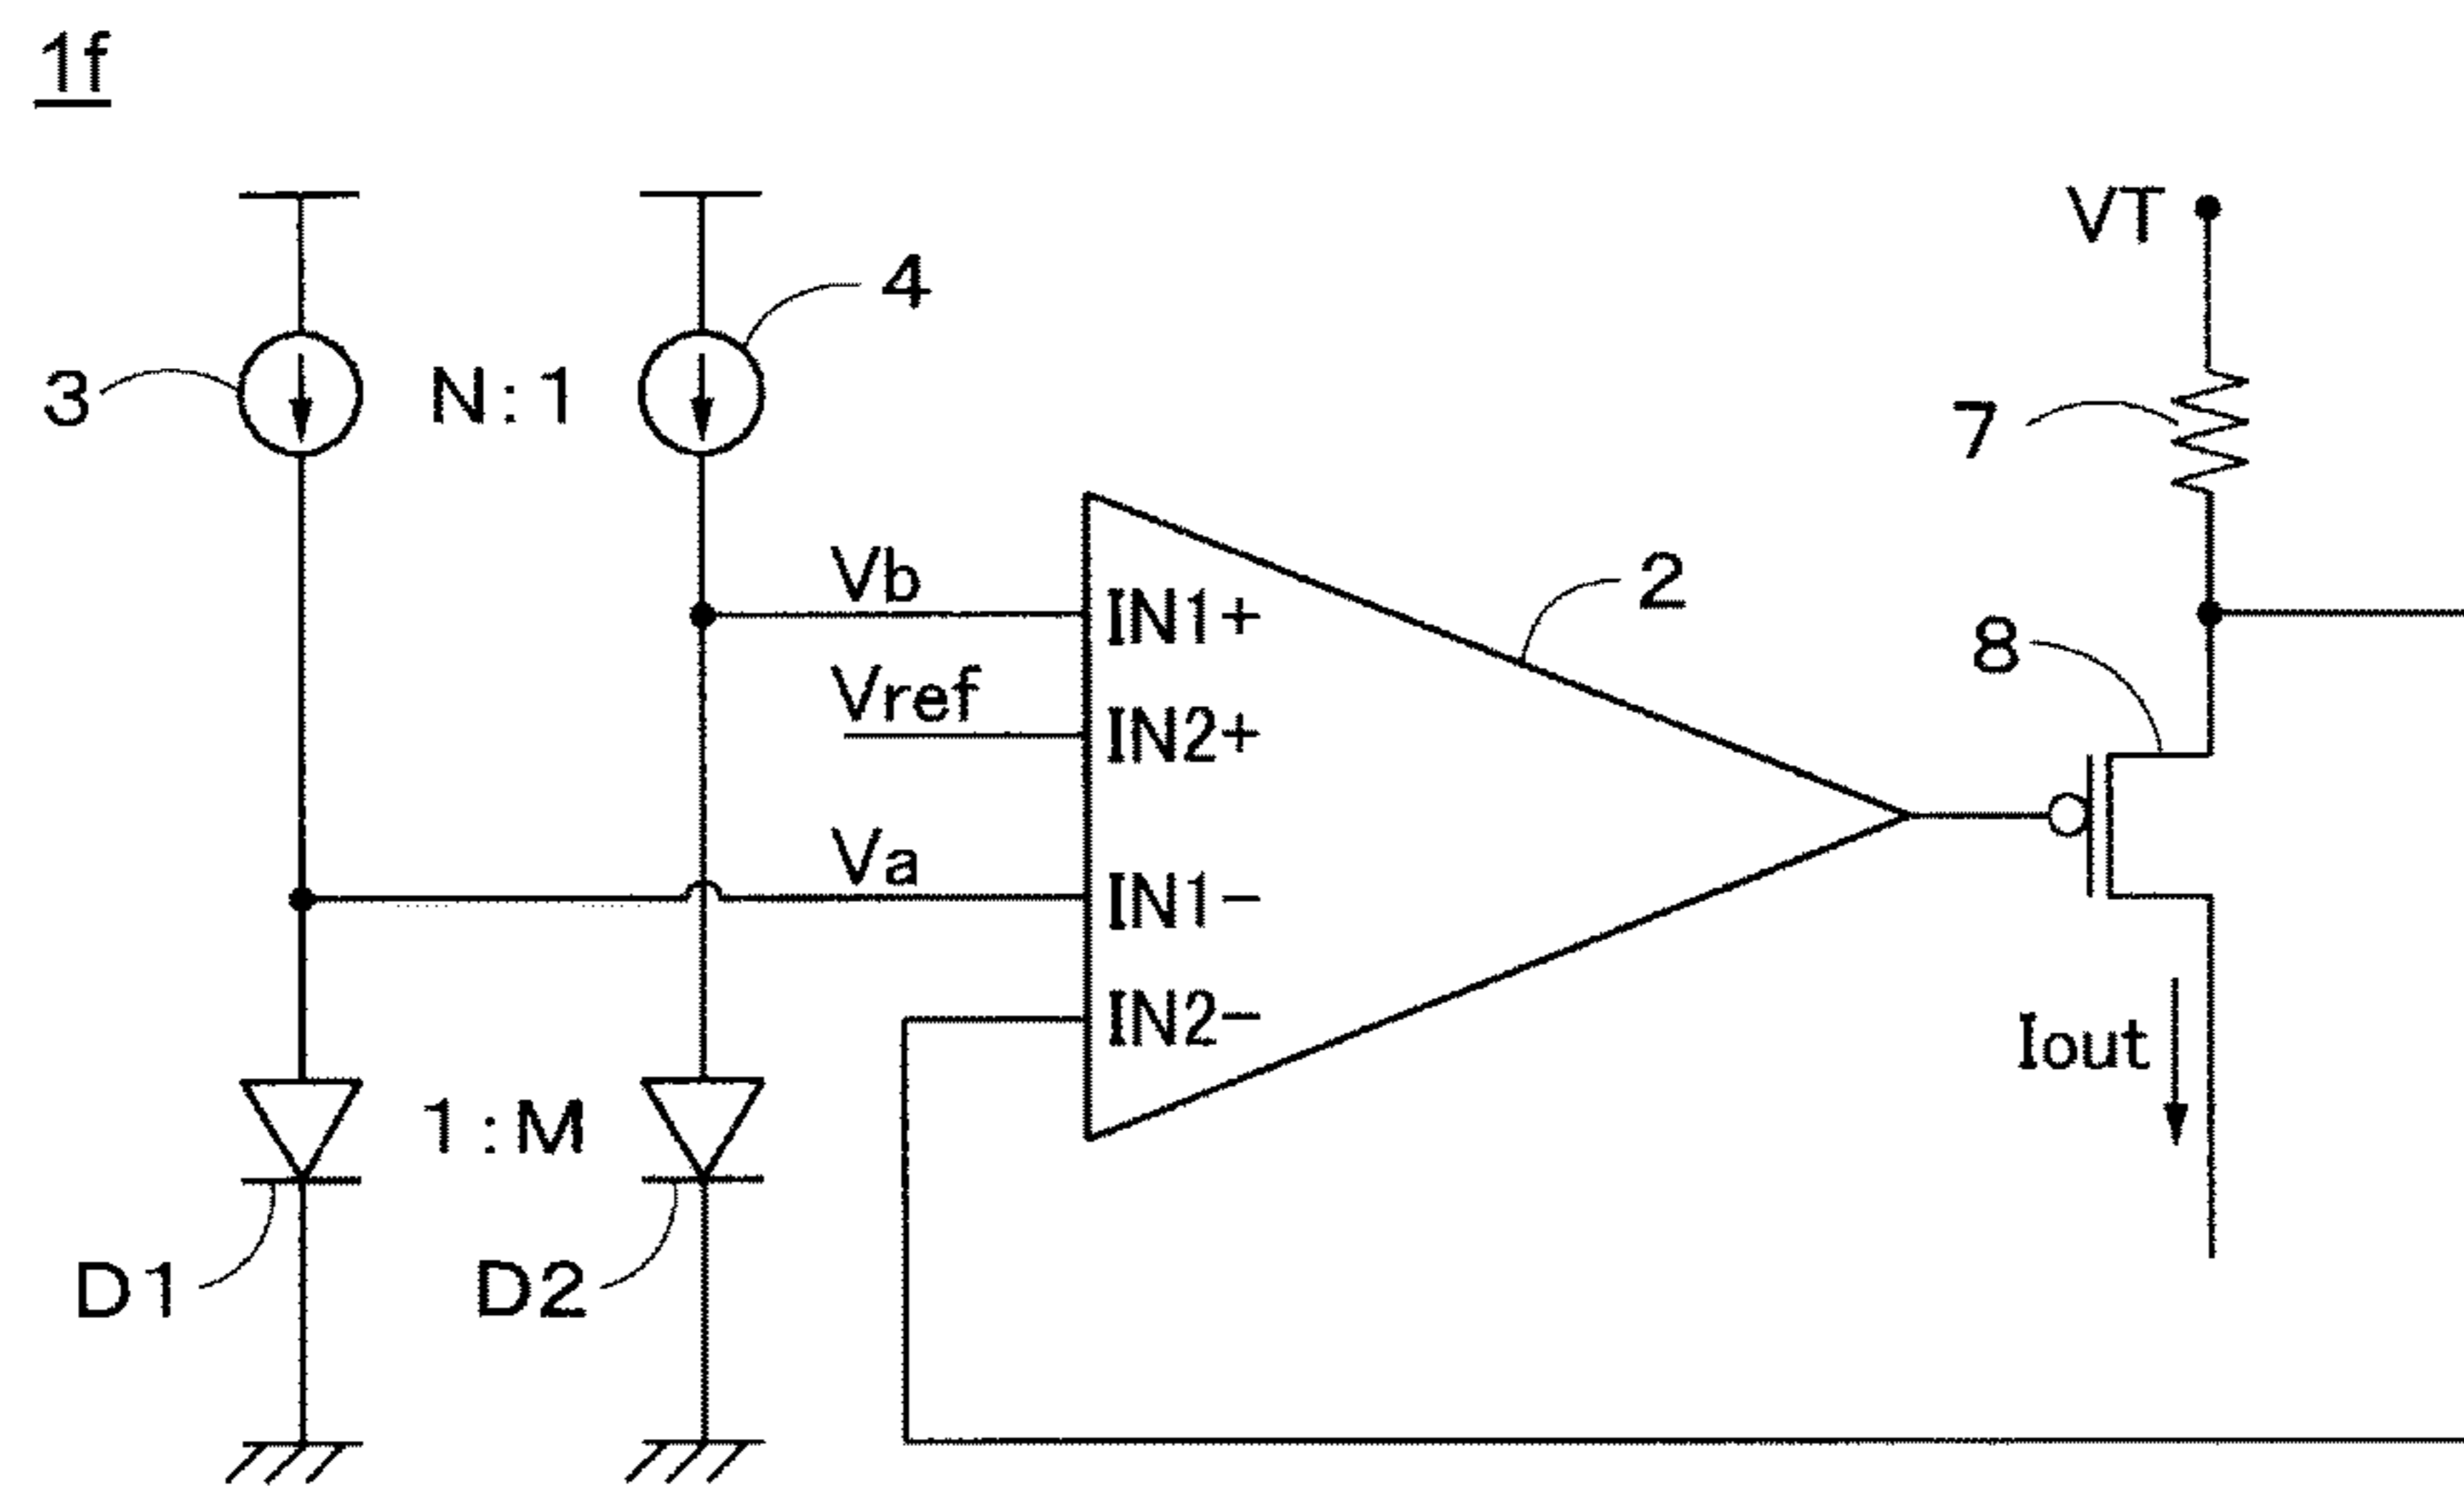 1f
VT
4
3
N:1
7
Vb
2
IN1+
8
Vref
IN2+
Va
IN1-
IN2-
Iout
1:M
D1
D2